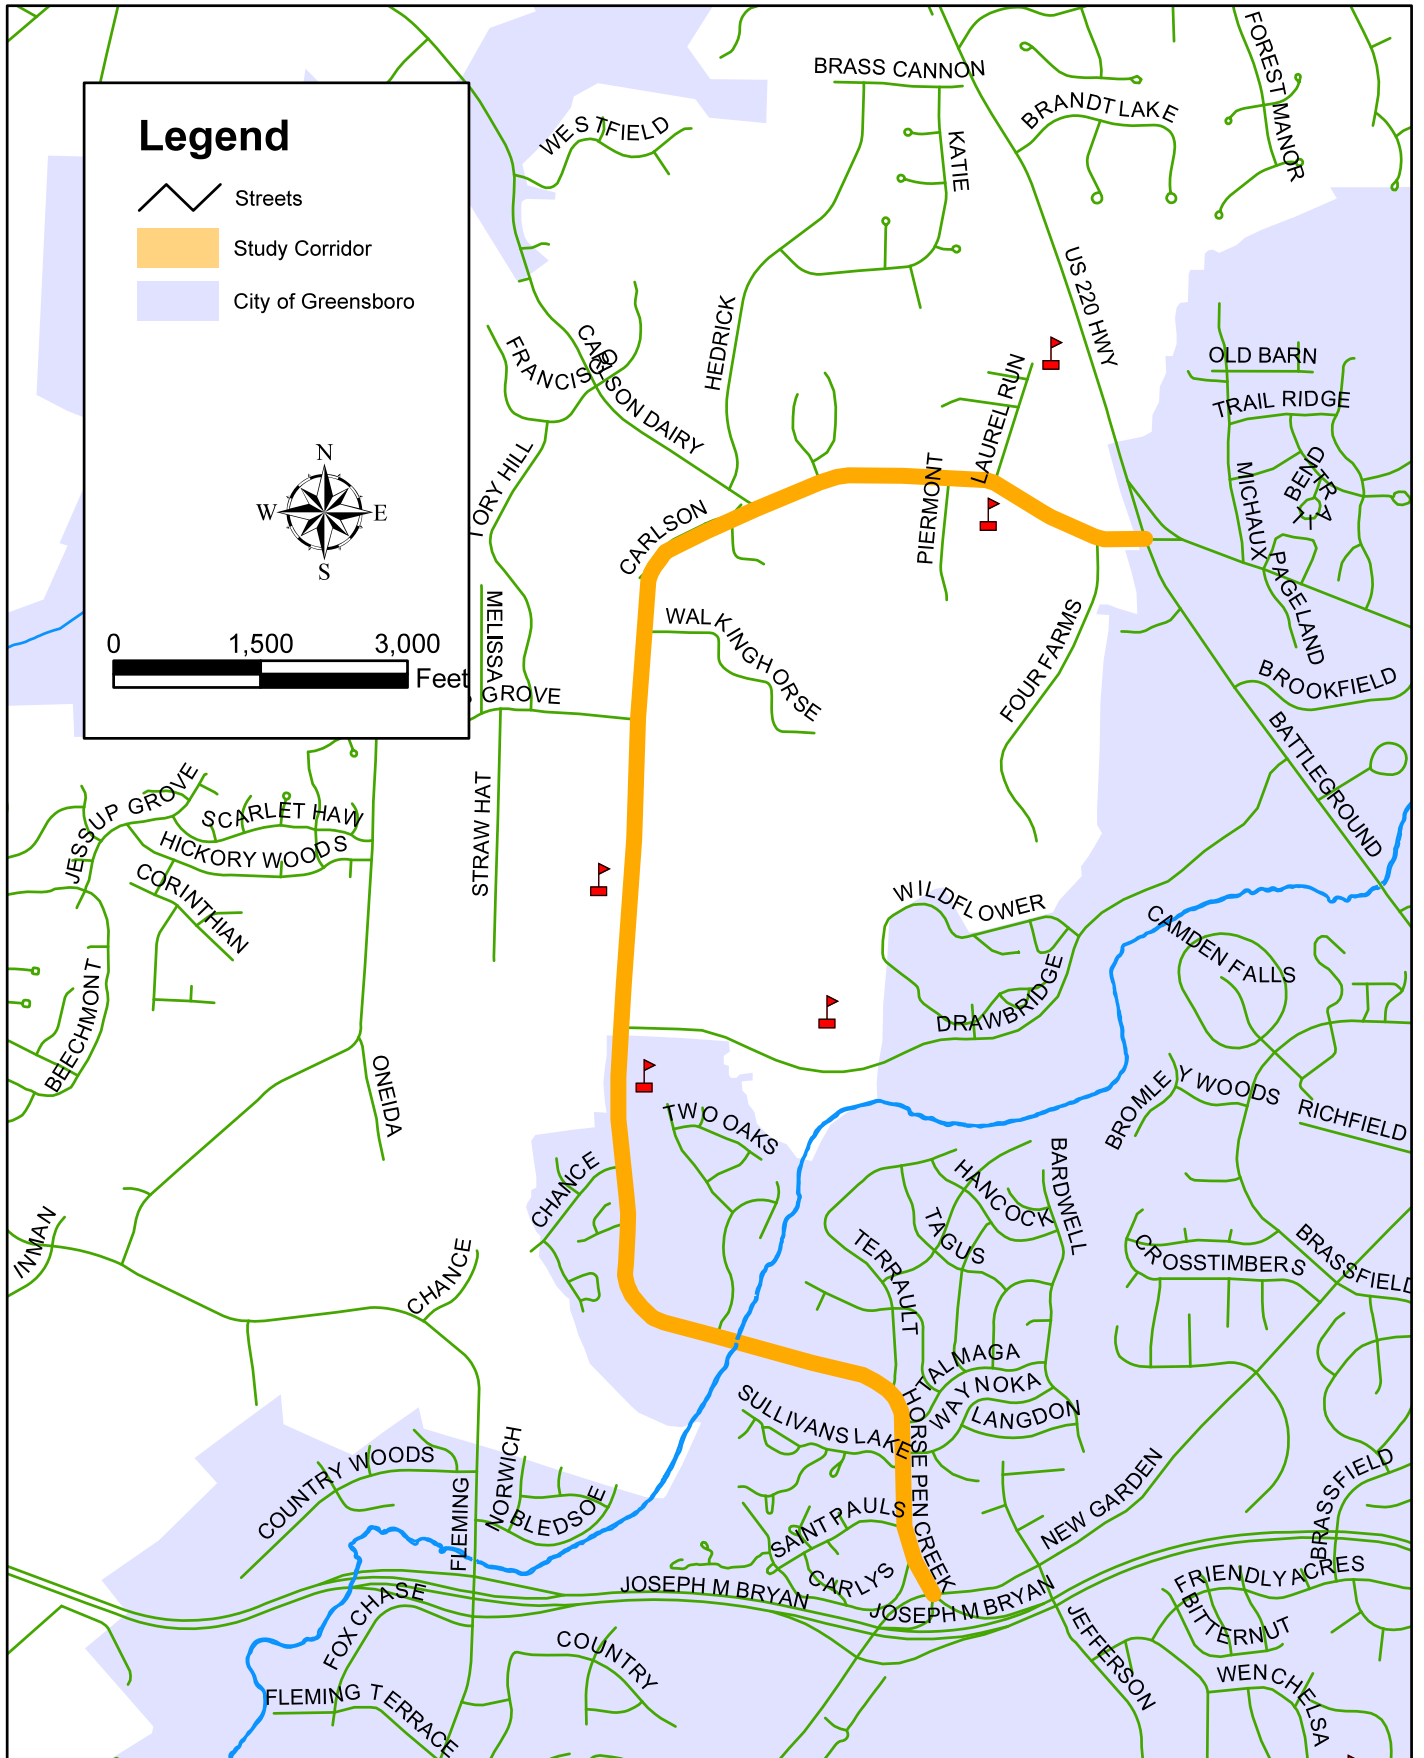 Legend
Streets
Study Corridor
City of Greensboro
N
W
E
S
0
1,500
3,000
Feet
BRASS CANNON
KATIE
BRANDT LAKE
FOREST MANOR
WESTFIELD
US 220 HWY
HEDRICK
FRANCISCO
CARLSON DAIRY
LAUREL RUN
OLD BARN
TRAIL RIDGE
TORY HILL
CARLSON
PIERMONT
MICHAUX
PAGELAND
MELISSA
GROVE
WALKINGHORSE
FOUR FARMS
BROOKFIELD
BATTLEGROUND
JESSUP GROVE
SCARLET HAW
HICKORY WOODS
CORINTHIAN
STRAW HAT
WILDFLOWER
CAMDEN FALLS
BEECHMONT
DRAWBRIDGE
ONEIDA
TWO OAKS
BROMLEY WOODS
RICHFIELD
CHANCE
HANCOCK
BARDWELL
INMAN
TAGUS
TERRAULT
CROSSTIMBERS
BRASSFIELD
CHANCE
TALMAGA
WAYNOKA
LANGDON
SULLIVANS LAKE
HORSE PEN CREEK
COUNTRY WOODS
NORWICH
BLEDSOE
FLEMING
SAINT PAULS
CARLYS
NEW GARDEN
BRASSFIELD
FRIENDLY ACRES
JOSEPH M BRYAN
JOSEPH M BRYAN
FOX CHASE
BITTERNUT
JEFFERSON
COUNTRY
WENCHELSA
FLEMING TERRACE